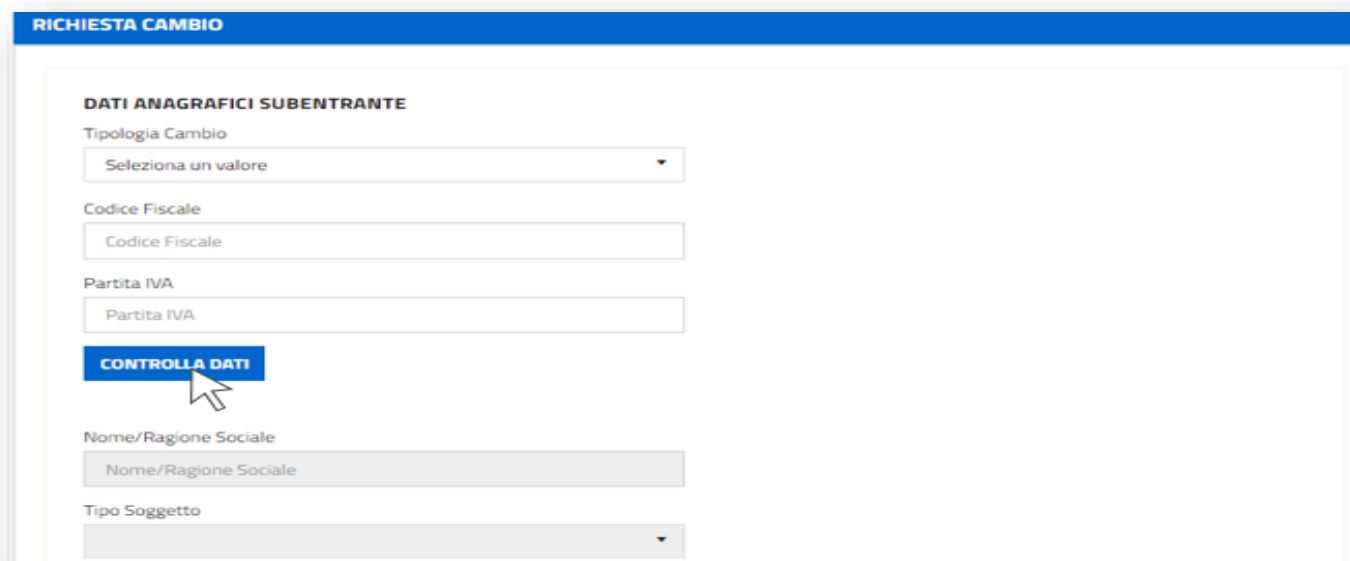 RICHIESTA CAMBIO
DATI ANAGRAFICI SUBENTRANTE
Tipologia Cambio
Seleziona un valore
Codice Fiscale
Codice Fiscale
Partita IVA
Partita IVA
CONTROLLA DATI
Nome/Ragione Sociale
Nome/Ragione Sociale
Tipo Soggetto